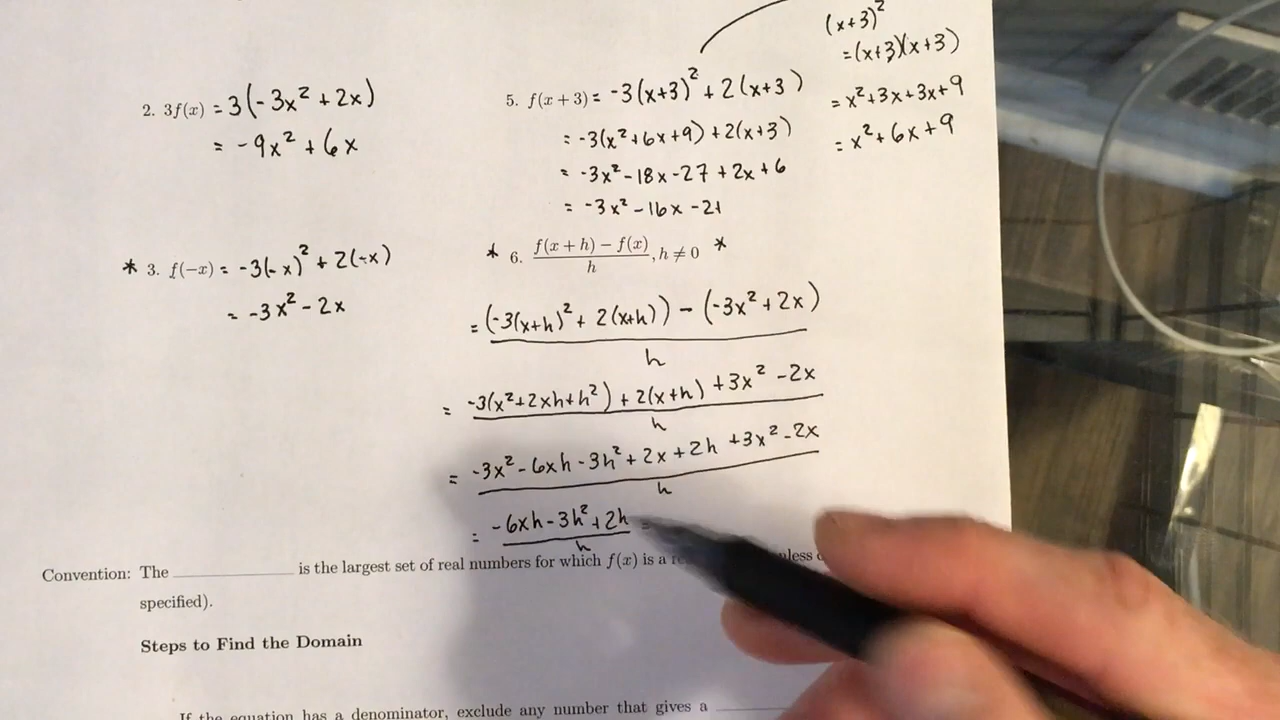 (x+3)²
=(x+3)(x+3)
= x²+3x+3x+9
= x²+6x+9
2. 3f(x) = 3(-3x² + 2x)
= -9x² + 6x
* 3. f(-x) = -3(-x)² + 2(-x)
= -3x² - 2x
5. f(x + 3) = -3(x+3)² + 2(x+3)
= -3(x²+6x+9) + 2(x+3)
= -3x² - 18x - 27 + 2x + 6
= -3x² - 16x - 21
* 6. f(x + h) − f(x) / h , h ≠ 0 *
= (-3(x+h)² + 2(x+h)) - (-3x² + 2x) / h
= -3(x²+2xh+h²) + 2(x+h) + 3x² - 2x / h
= -3x² - 6xh - 3h² + 2x + 2h + 3x² - 2x / h
= -6xh - 3h² + 2h / h =
Convention: The ____________ is the largest set of real numbers for which f(x) is a
specified).
Steps to Find the Domain
If the equation has a denominator, exclude any number that gives a ________